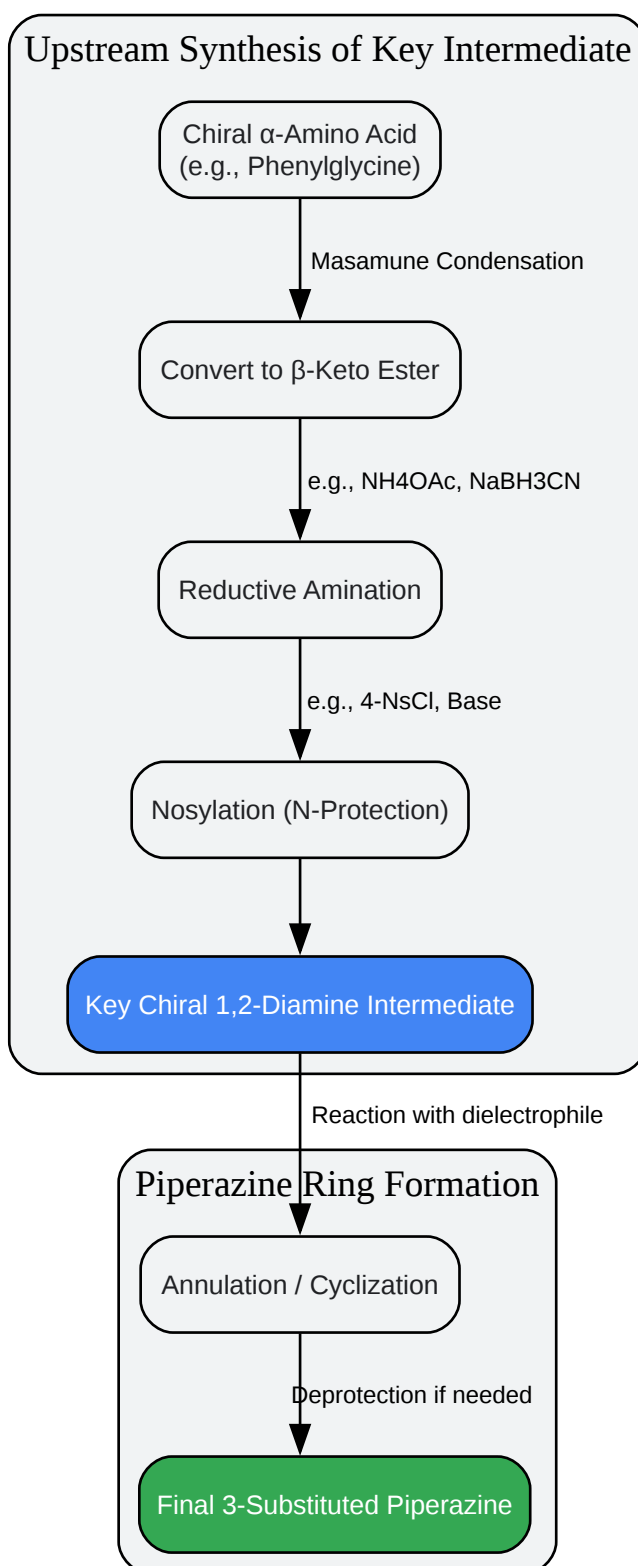 Upstream Synthesis of Key Intermediate
Chiral α-Amino Acid
(e.g., Phenylglycine)
Masamune Condensation
Convert to β-Keto Ester
e.g., NH4OAc, NaBH3CN
Reductive Amination
e.g., 4-NsCl, Base
Nosylation (N-Protection)
Key Chiral 1,2-Diamine Intermediate
Reaction with dielectrophile
Piperazine Ring Formation
Annulation / Cyclization
Deprotection if needed
Final 3-Substituted Piperazine